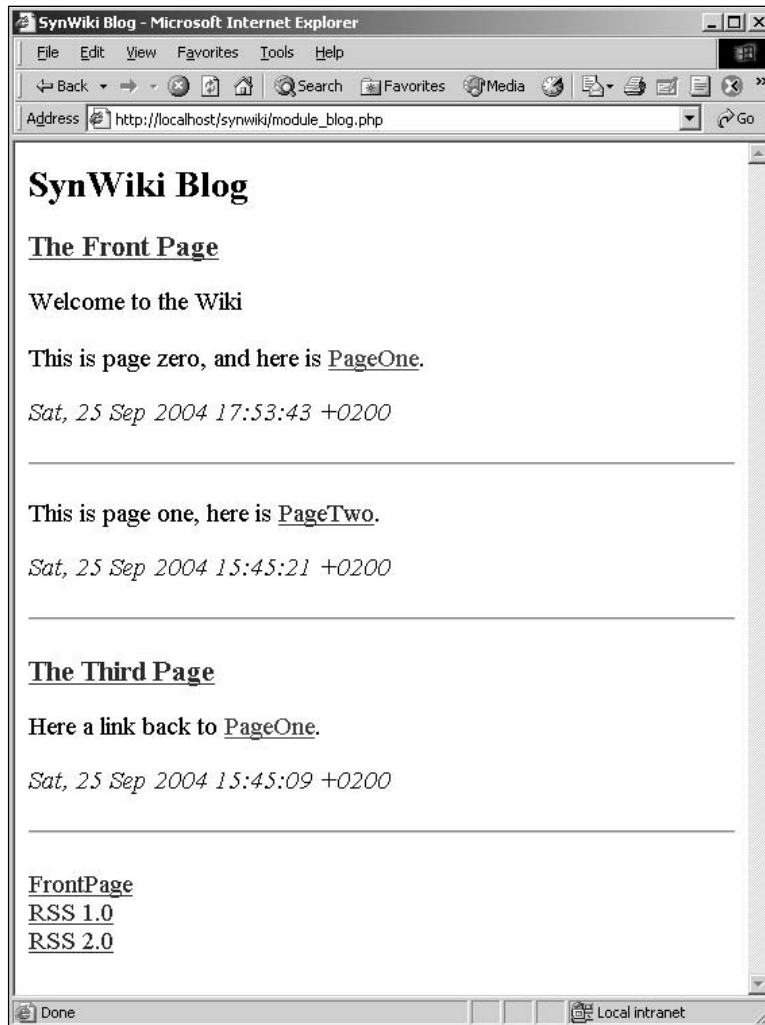 SynWiki Blog - Microsoft Internet Explorer
File Edit View Favorites Tools Help
Back Search Favorites Media »
Address http://localhost/synwiki/module_blog.php Go
SynWiki Blog
The Front Page
Welcome to the Wiki
This is page zero, and here is PageOne.
Sat, 25 Sep 2004 17:53:43 +0200
This is page one, here is PageTwo.
Sat, 25 Sep 2004 15:45:21 +0200
The Third Page
Here a link back to PageOne.
Sat, 25 Sep 2004 15:45:09 +0200
FrontPage
RSS 1.0
RSS 2.0
Done Local intranet